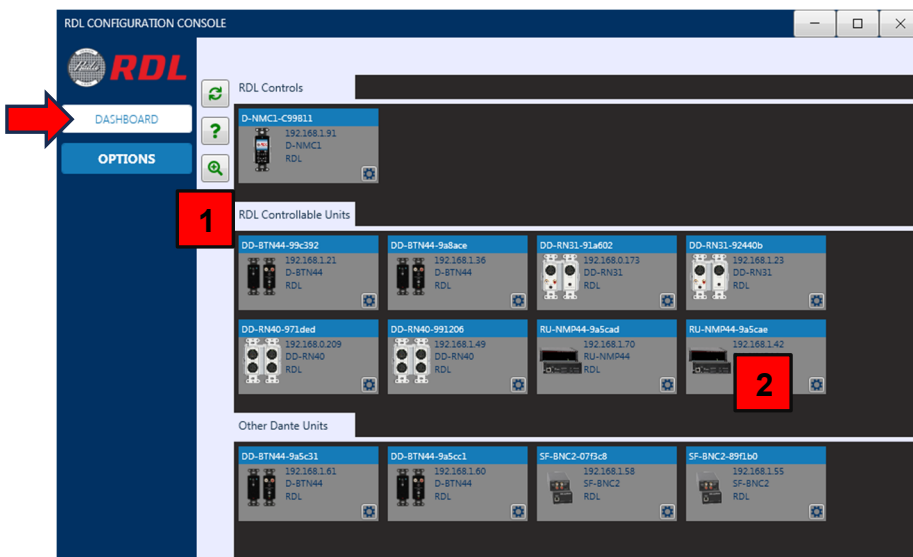 RDL CONFIGURATION CONSOLE
RDL
DASHBOARD
OPTIONS
RDL Controls
D-NMC1-C99811
192.168.1.91
D-NMC1
RDL
1
RDL Controllable Units
DD-BTN44-99c392
192.168.1.21
D-BTN44
RDL
DD-BTN44-9a8ace
192.168.1.36
D-BTN44
RDL
DD-RN31-91a602
192.168.0.173
DD-RN31
RDL
DD-RN31-92440b
192.168.1.23
DD-RN31
RDL
DD-RN40-971ded
192.168.0.209
DD-RN40
RDL
DD-RN40-991206
192.168.1.49
DD-RN40
RDL
RU-NMP44-9a5cad
192.168.1.70
RU-NMP44
RDL
RU-NMP44-9a5cae
192.168.1.42
2
Other Dante Units
DD-BTN44-9a5c31
192.168.1.61
D-BTN44
RDL
DD-BTN44-9a5cc1
192.168.1.60
D-BTN44
RDL
SF-BNC2-07f3c8
192.168.1.58
SF-BNC2
RDL
SF-BNC2-89f1b0
192.168.1.55
SF-BNC2
RDL